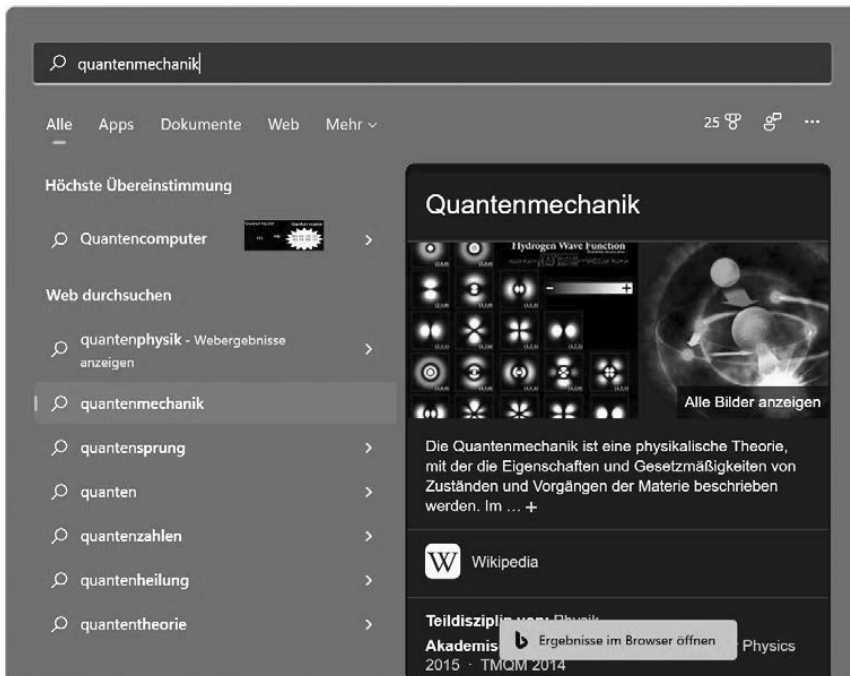 quantenmechanik
Alle Apps Dokumente Web Mehr
25
Höchste Übereinstimmung
Quantencomputer
Web durchsuchen
quantenphysik - Webergebnisse
anzeigen
quantenmechanik
quantensprung
quanten
quantenzahlen
quantenheilung
quantentheorie
Quantenmechanik
Hydrogen Wave Function
Alle Bilder anzeigen
Die Quantenmechanik ist eine physikalische Theorie,
mit der die Eigenschaften und Gesetzmäßigkeiten von
Zuständen und Vorgängen der Materie beschrieben
werden. Im … +
W Wikipedia
Teildisziplin von: Physik
Ergebnisse im Browser öffnen
Akademis Physics
2015 · TMQM 2014